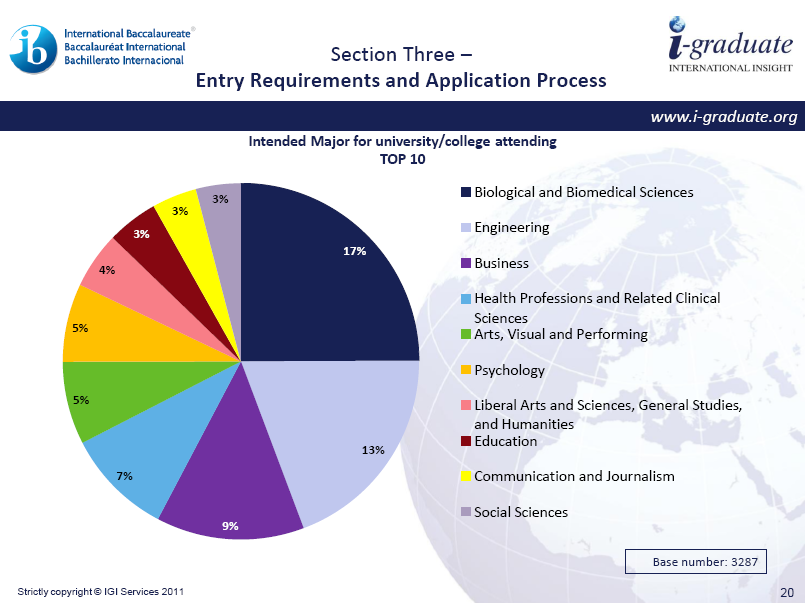 International Baccalaureate®
Baccalauréat International
Bachillerato Internacional
ib
i-graduate
INTERNATIONAL INSIGHT
Section Three –
Entry Requirements and Application Process
www.i-graduate.org
Intended Major for university/college attending
TOP 10
3%
3%
3%
17%
4%
5%
5%
13%
7%
9%
Biological and Biomedical Sciences
Engineering
Business
Health Professions and Related Clinical
Sciences
Arts, Visual and Performing
Psychology
Liberal Arts and Sciences, General Studies,
and Humanities
Education
Communication and Journalism
Social Sciences
Base number: 3287
Strictly copyright © IGI Services 2011
20